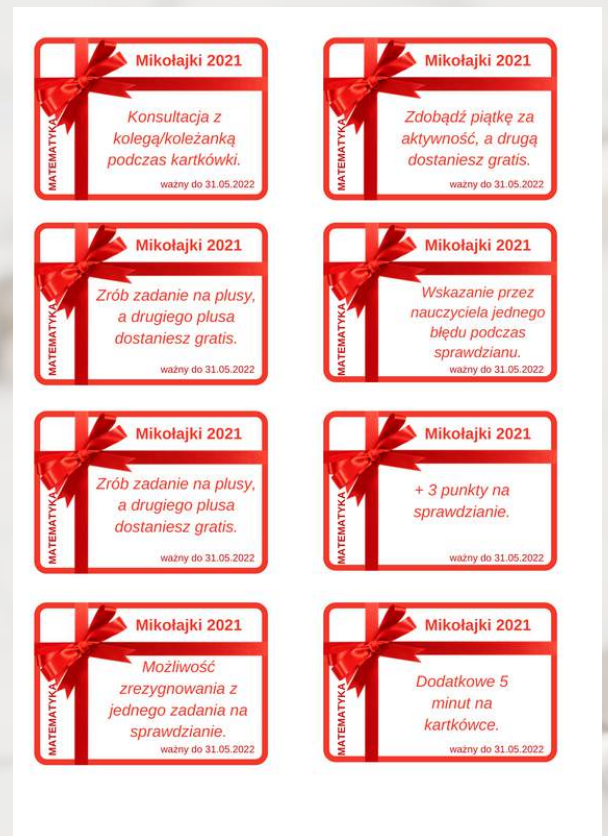 Mikołajki 2021
MATEMATYKA
Konsultacja z
kolegą/koleżanką
podczas kartkówki.
ważny do 31.05.2022
Mikołajki 2021
MATEMATYKA
Zdobądź piątkę za
aktywność, a drugą
dostaniesz gratis.
ważny do 31.05.2022
Mikołajki 2021
MATEMATYKA
Zrób zadanie na plusy,
a drugiego plusa
dostaniesz gratis.
ważny do 31.05.2022
Mikołajki 2021
MATEMATYKA
Wskazanie przez
nauczyciela jednego
błędu podczas
sprawdzianu.
ważny do 31.05.2022
Mikołajki 2021
MATEMATYKA
Zrób zadanie na plusy,
a drugiego plusa
dostaniesz gratis.
ważny do 31.05.2022
Mikołajki 2021
MATEMATYKA
+ 3 punkty na
sprawdzianie.
ważny do 31.05.2022
Mikołajki 2021
MATEMATYKA
Możliwość
zrezygnowania z
jednego zadania na
sprawdzianie.
ważny do 31.05.2022
Mikołajki 2021
MATEMATYKA
Dodatkowe 5
minut na
kartkówce.
ważny do 31.05.2022